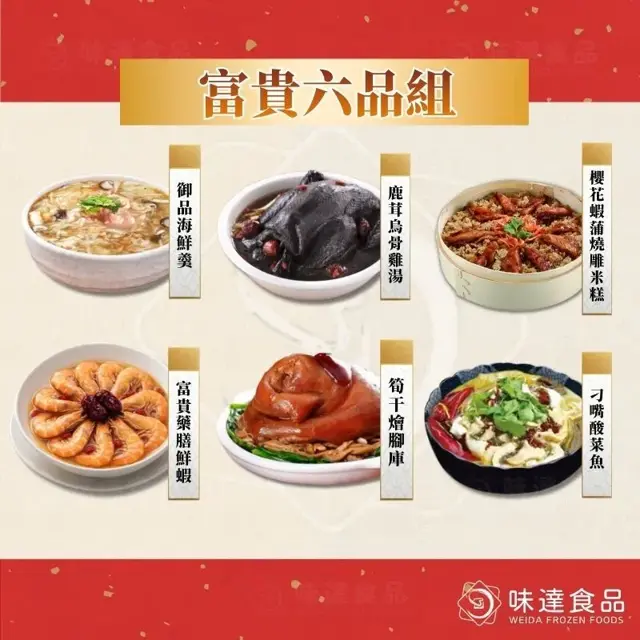 富貴六品組
御品海鮮羹
鹿茸烏骨雞湯
櫻花蝦蒲燒雕米糕
富貴藥膳鮮蝦
筍干燴腳庫
刁嘴酸菜魚
味達食品
WEIDA FROZEN FOODS